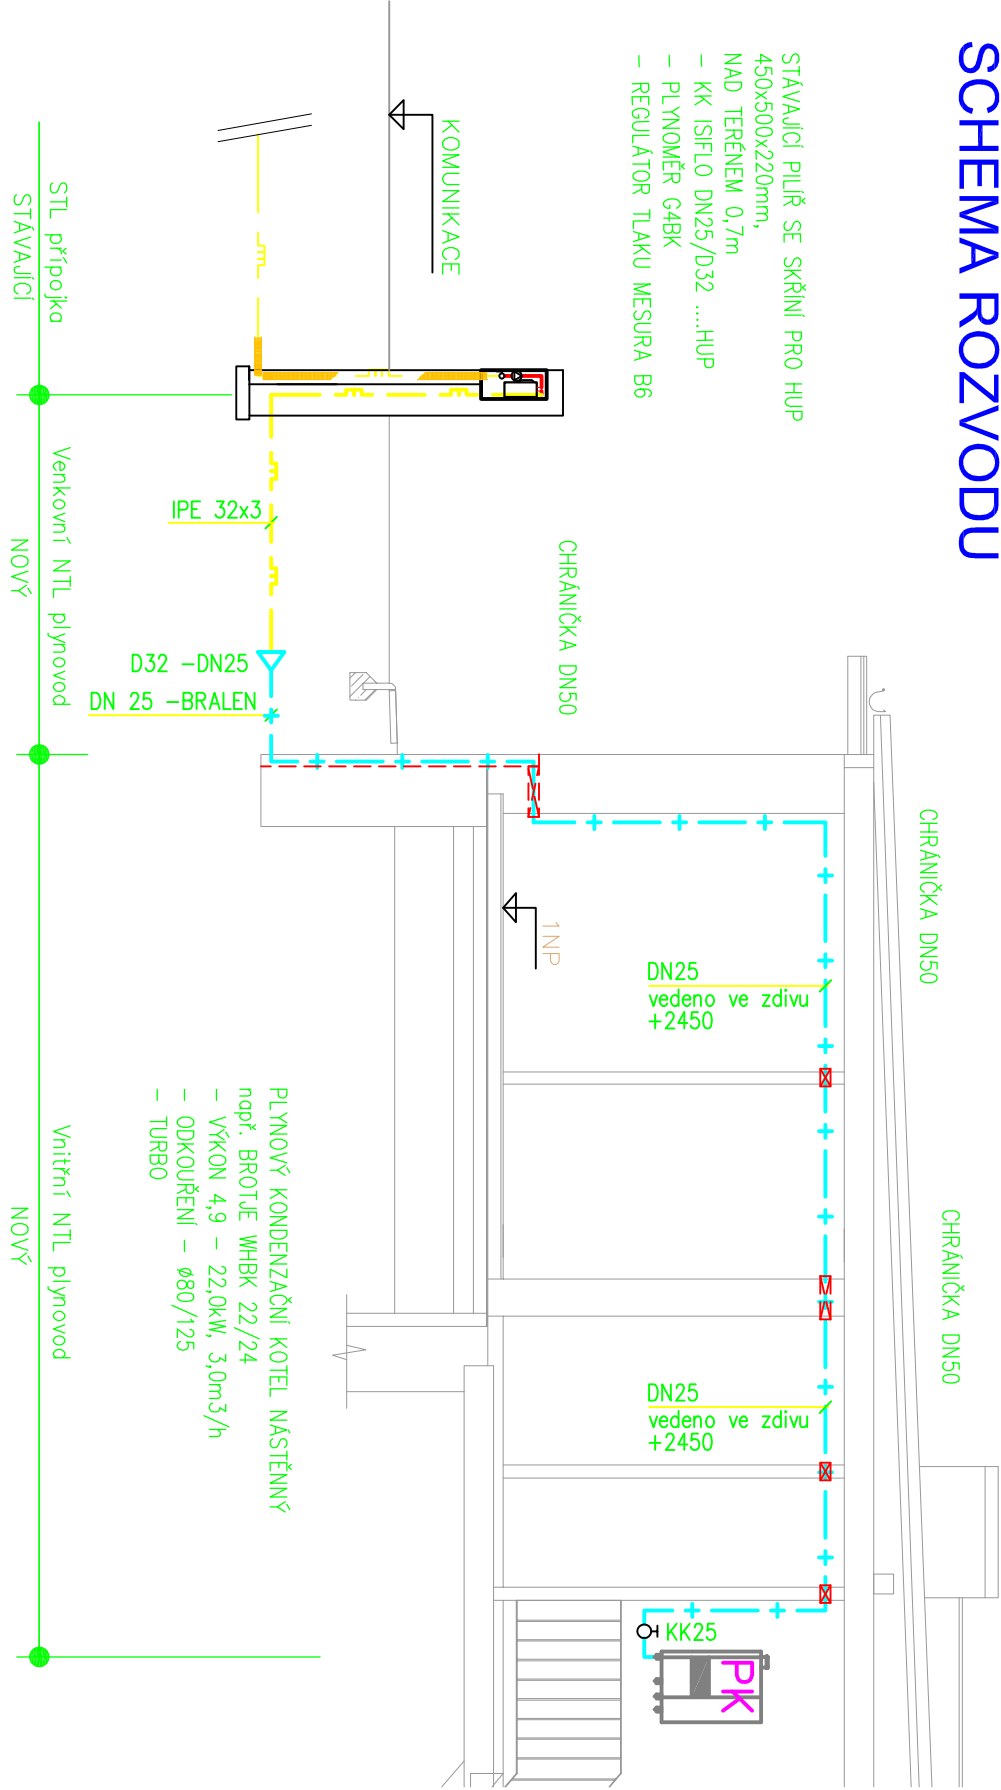 SCHEMA ROZVODU
STÁVAJÍCÍ PILÍŘ SE SKŘÍNÍ PRO HUP
450x500x220mm,
NAD TERÉNEM 0,7m
- KK ISIFLO DN25/D32 ....HUP
- PLYNOMĚR G4BK
- REGULÁTOR TLAKU MESURA B6
KOMUNIKACE
CHRÁNIČKA DN50
CHRÁNIČKA DN50
CHRÁNIČKA DN50
1NP
DN25
vedeno ve zdivu
+2450
DN25
vedeno ve zdivu
+2450
KK25
PK
IPE 32x3
D32 -DN25
DN 25 -BRALEN
PLYNOVÝ KONDENZAČNÍ KOTEL NÁSTĚNNÝ
např. BROTJE WHBK 22/24
- VÝKON 4,9 - 22,0kW, 3,0m3/h
- ODKOUŘENÍ - ø80/125
- TURBO
STL přípojka
STÁVAJÍCÍ
Venkovní NTL plynovod
NOVÝ
Vnitřní NTL plynovod
NOVÝ